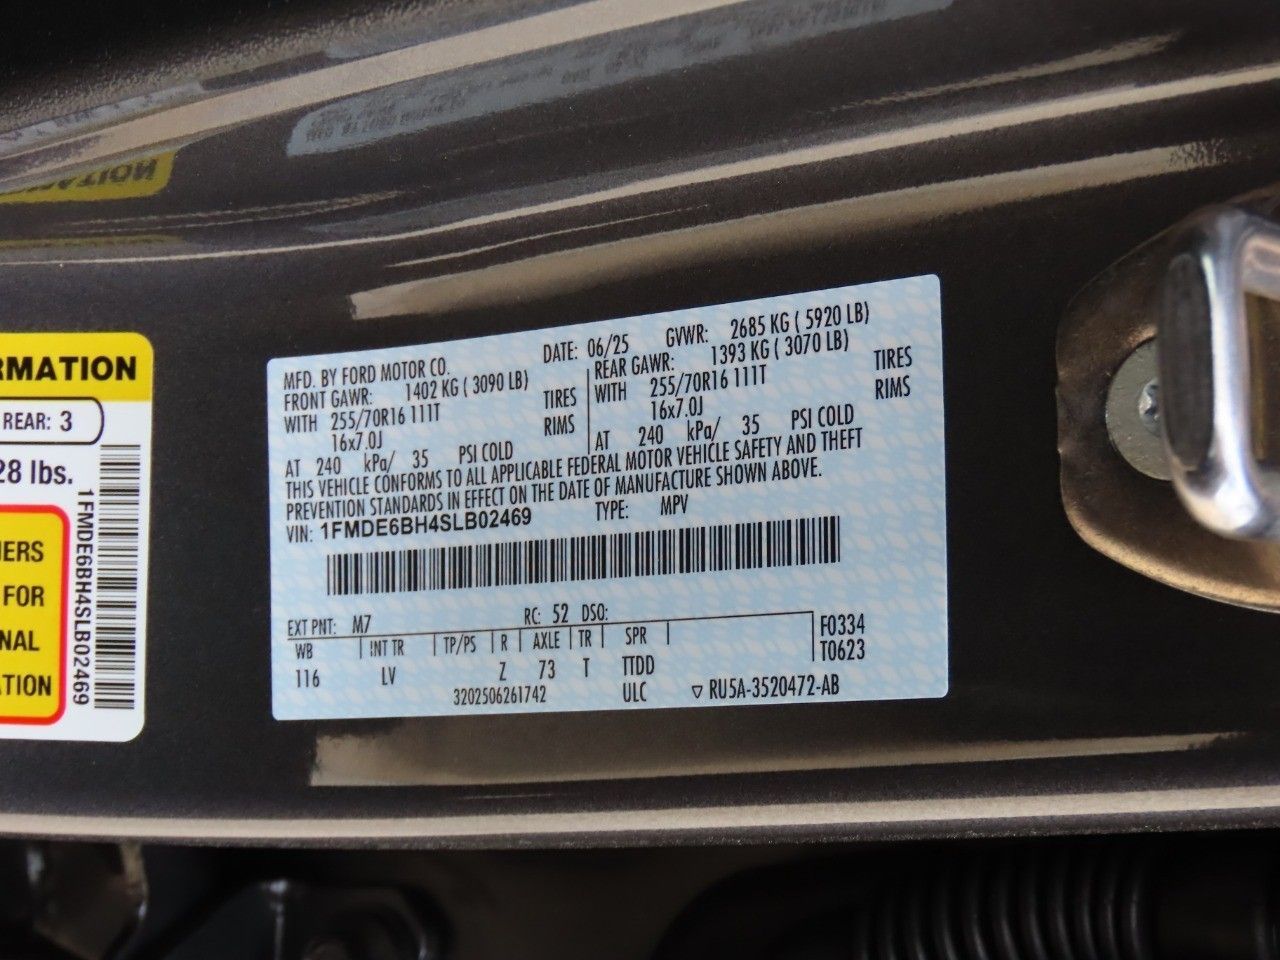 RMATION
REAR: 3
28 lbs.
IERS
FOR
NAL
TION
1FMDE6BH4SLB02469
MFD. BY FORD MOTOR CO.
DATE: 06/25 GVWR: 2685 KG ( 5920 LB)
FRONT GAWR: 1402 KG ( 3090 LB)
WITH 255/70R16 111T TIRES
16x7.0J RIMS
AT 240 kPa/ 35 PSI COLD
REAR GAWR: 1393 KG ( 3070 LB)
WITH 255/70R16 111T TIRES
16x7.0J RIMS
AT 240 kPa/ 35 PSI COLD
THIS VEHICLE CONFORMS TO ALL APPLICABLE FEDERAL MOTOR VEHICLE SAFETY AND THEFT
PREVENTION STANDARDS IN EFFECT ON THE DATE OF MANUFACTURE SHOWN ABOVE.
VIN: 1FMDE6BH4SLB02469 TYPE: MPV
EXT PNT: M7 RC: 52 DSO:
WB INT TR TP/PS R AXLE TR SPR F0334
116 LV Z 73 T TTDD T0623
3202506261742 ULC ▽ RU5A-3520472-AB